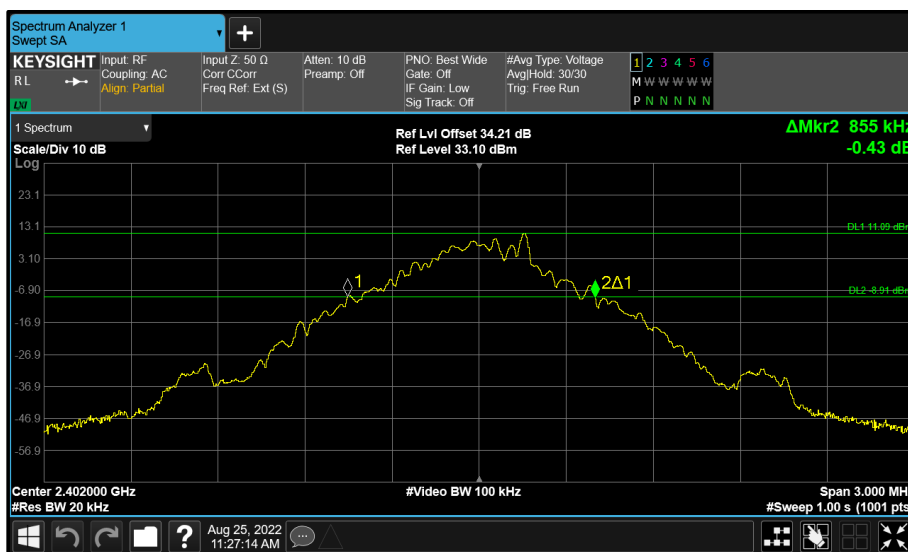 Spectrum Analyzer 1
Swept SA
KEYSIGHT
RL
LXI
Input: RF
Coupling: AC
Align: Partial
Input Z: 50 Ω
Corr CCorr
Freq Ref: Ext (S)
Atten: 10 dB
Preamp: Off
PNO: Best Wide
Gate: Off
IF Gain: Low
Sig Track: Off
#Avg Type: Voltage
Avg|Hold: 30/30
Trig: Free Run
1 2 3 4 5 6
M W W W W W
P N N N N N
1 Spectrum
Scale/Div 10 dB
Log
Ref Lvl Offset 34.21 dB
Ref Level 33.10 dBm
ΔMkr2 855 kHz
-0.43 dB
23.1
13.1
DL1 11.09 dBm
3.10
1
2Δ1
-6.90
DL2 -8.91 dBm
-16.9
-26.9
-36.9
-46.9
-56.9
Center 2.402000 GHz
#Res BW 20 kHz
#Video BW 100 kHz
Span 3.000 MH
#Sweep 1.00 s (1001 pts
?
Aug 25, 2022
11:27:14 AM